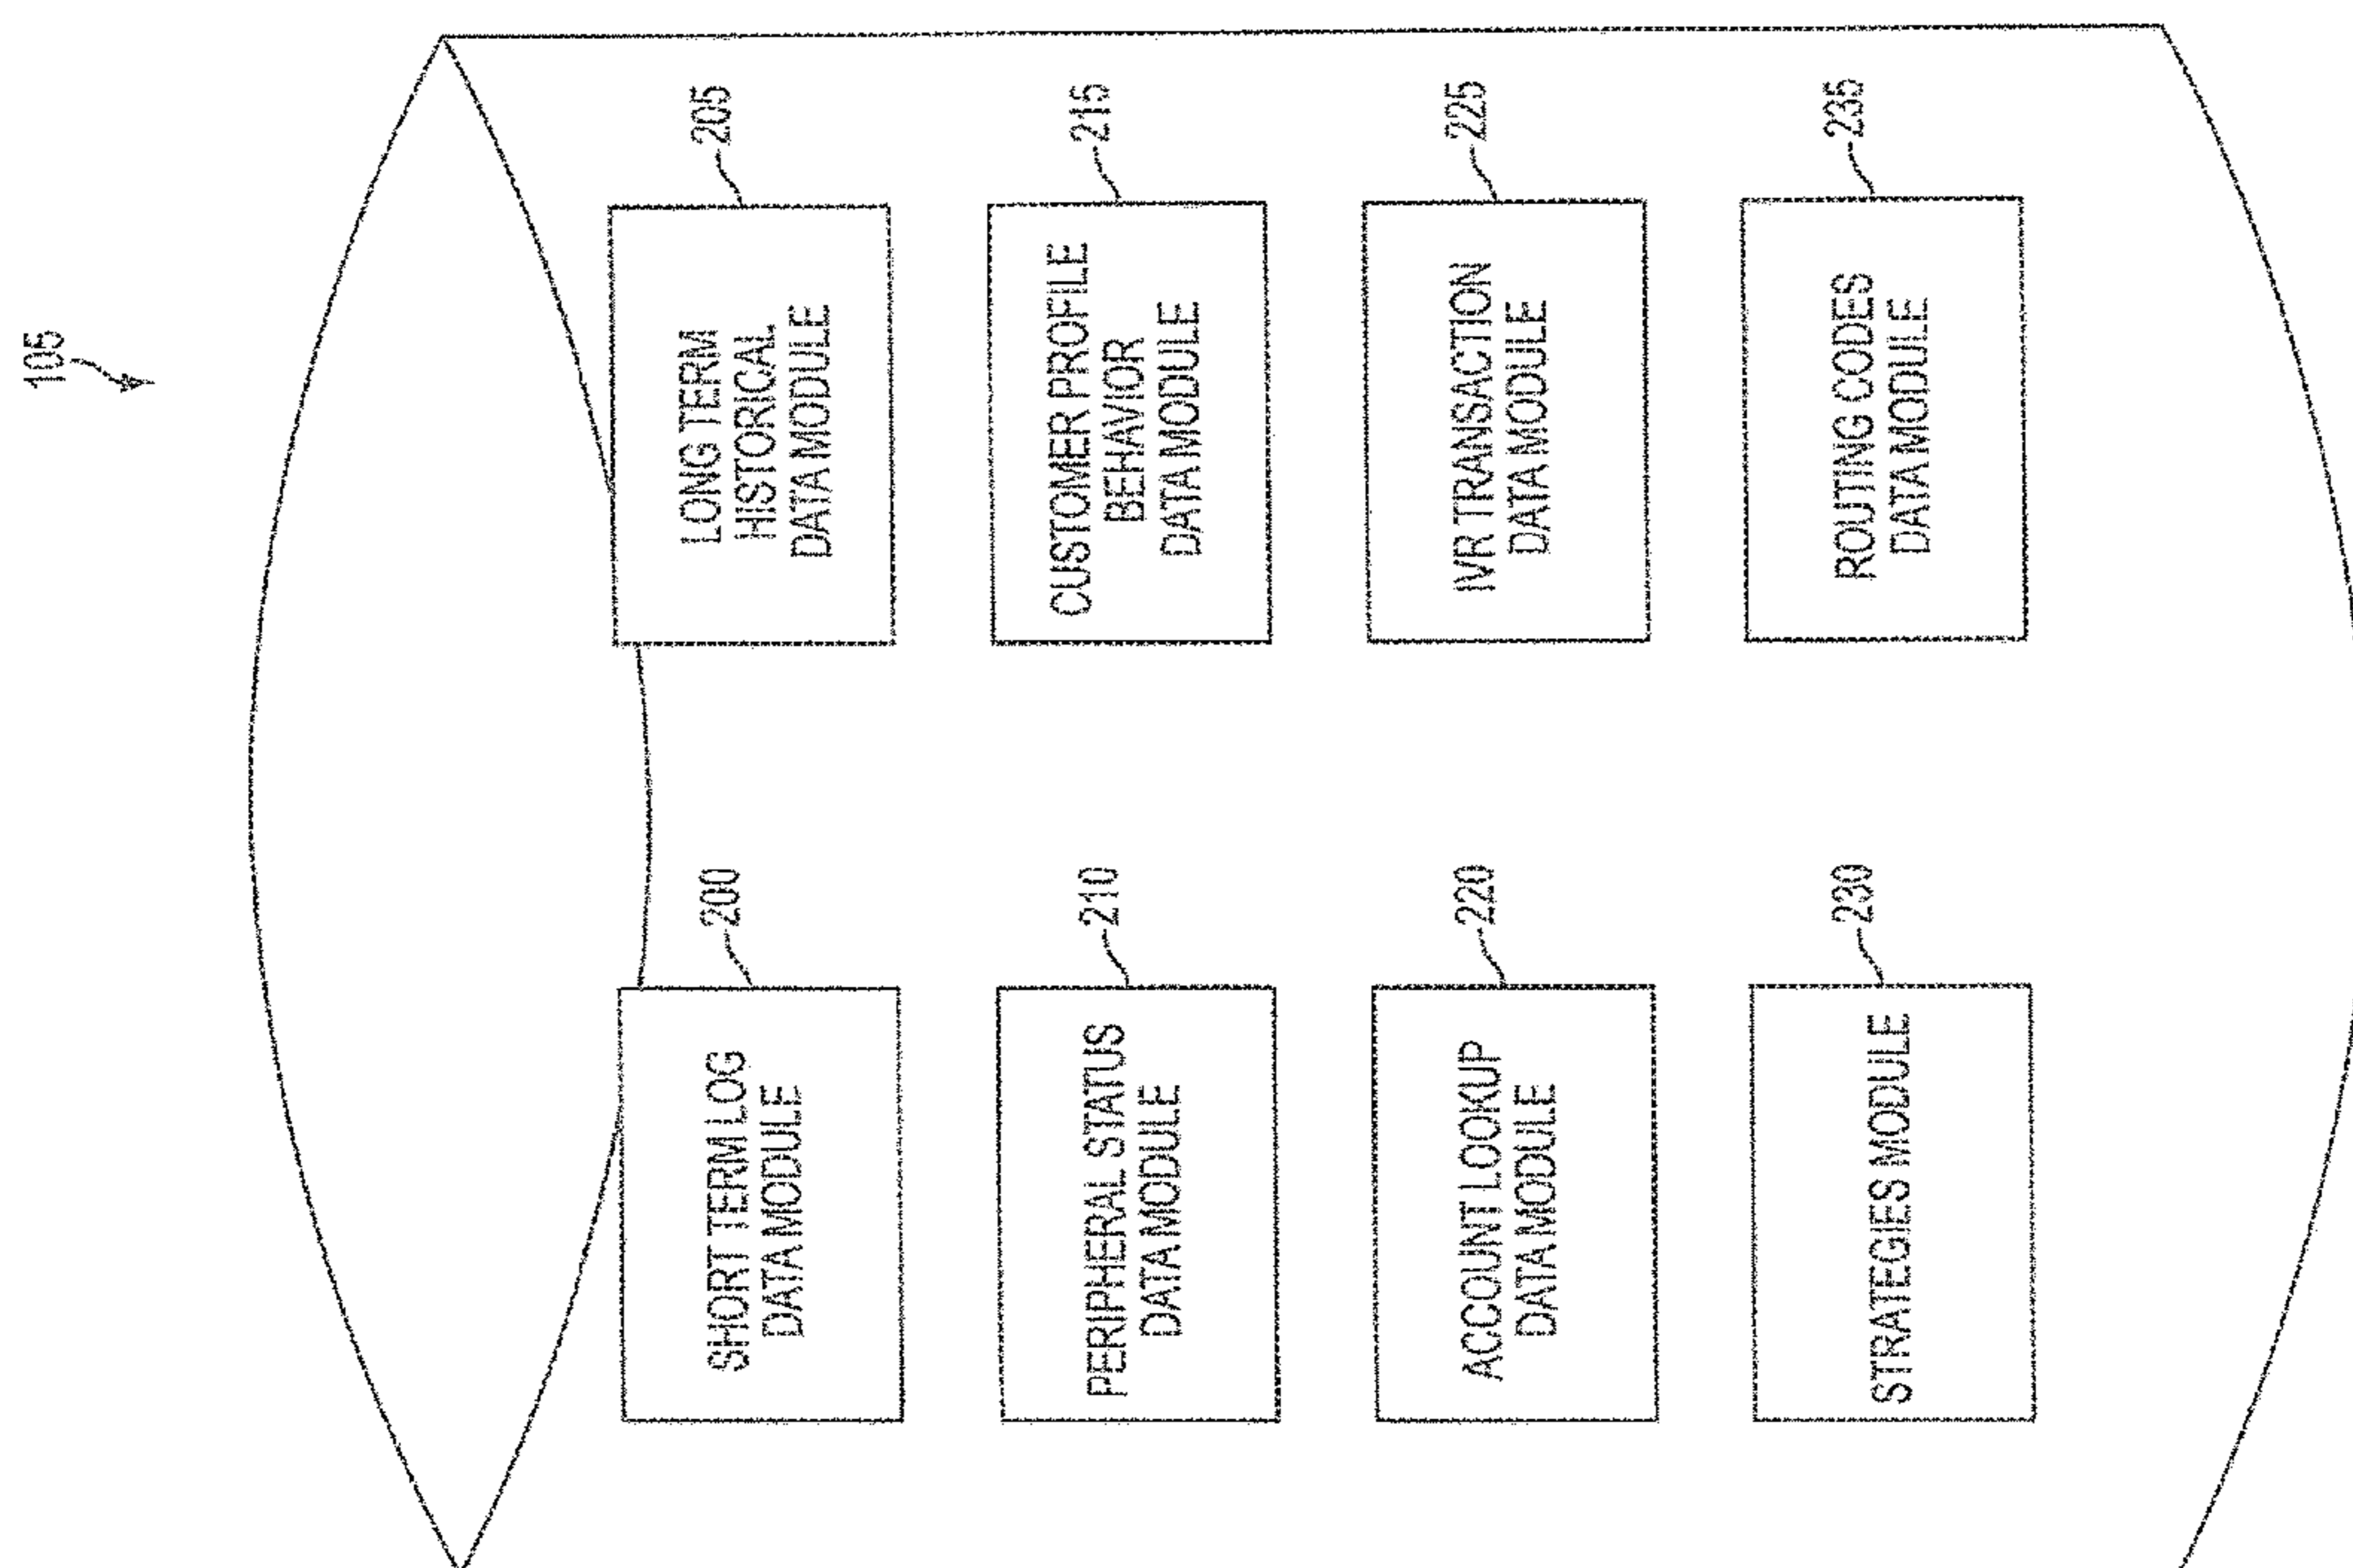 105
200
SHORT TERM LOG
DATA MODULE
205
LONG TERM
HISTORICAL
DATA MODULE
210
PERIPHERAL STATUS
DATA MODULE
215
CUSTOMER PROFILE
BEHAVIOR
DATA MODULE
220
ACCOUNT LOOKUP
DATA MODULE
225
IVR TRANSACTION
DATA MODULE
230
STRATEGIES MODULE
235
ROUTING CODES
DATA MODULE